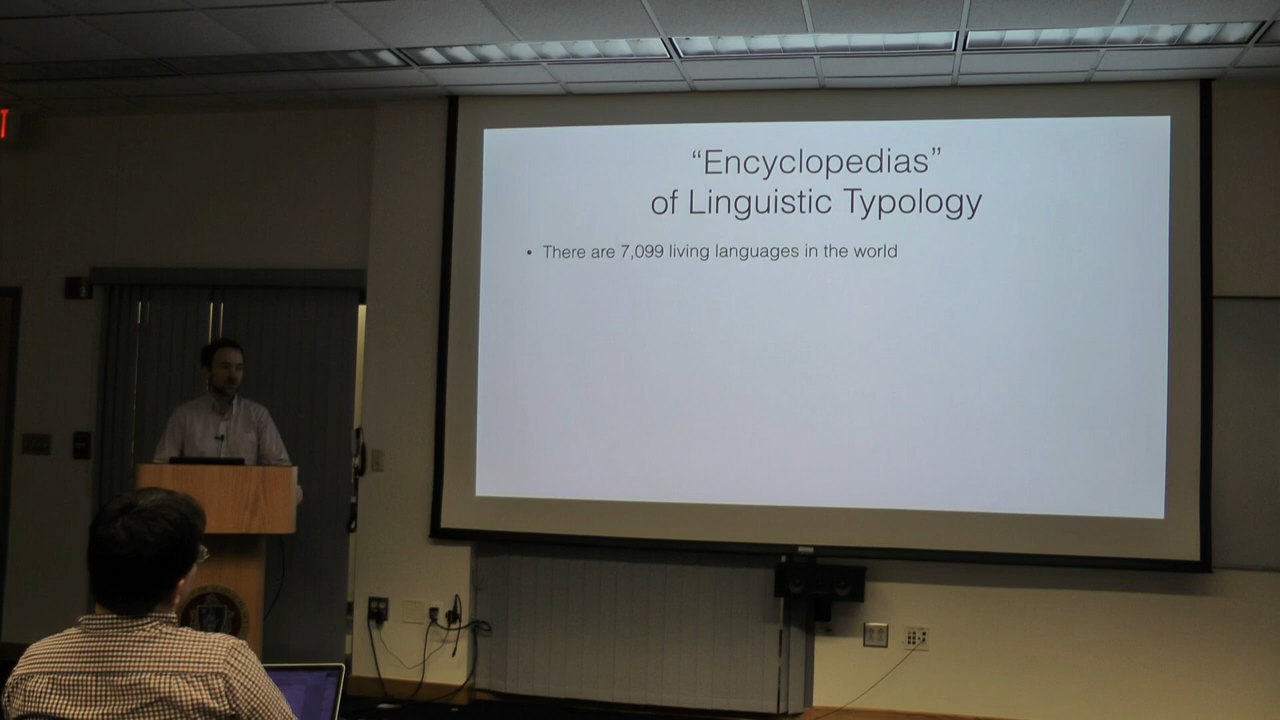 “Encyclopedias”
of Linguistic Typology
• There are 7,099 living languages in the world